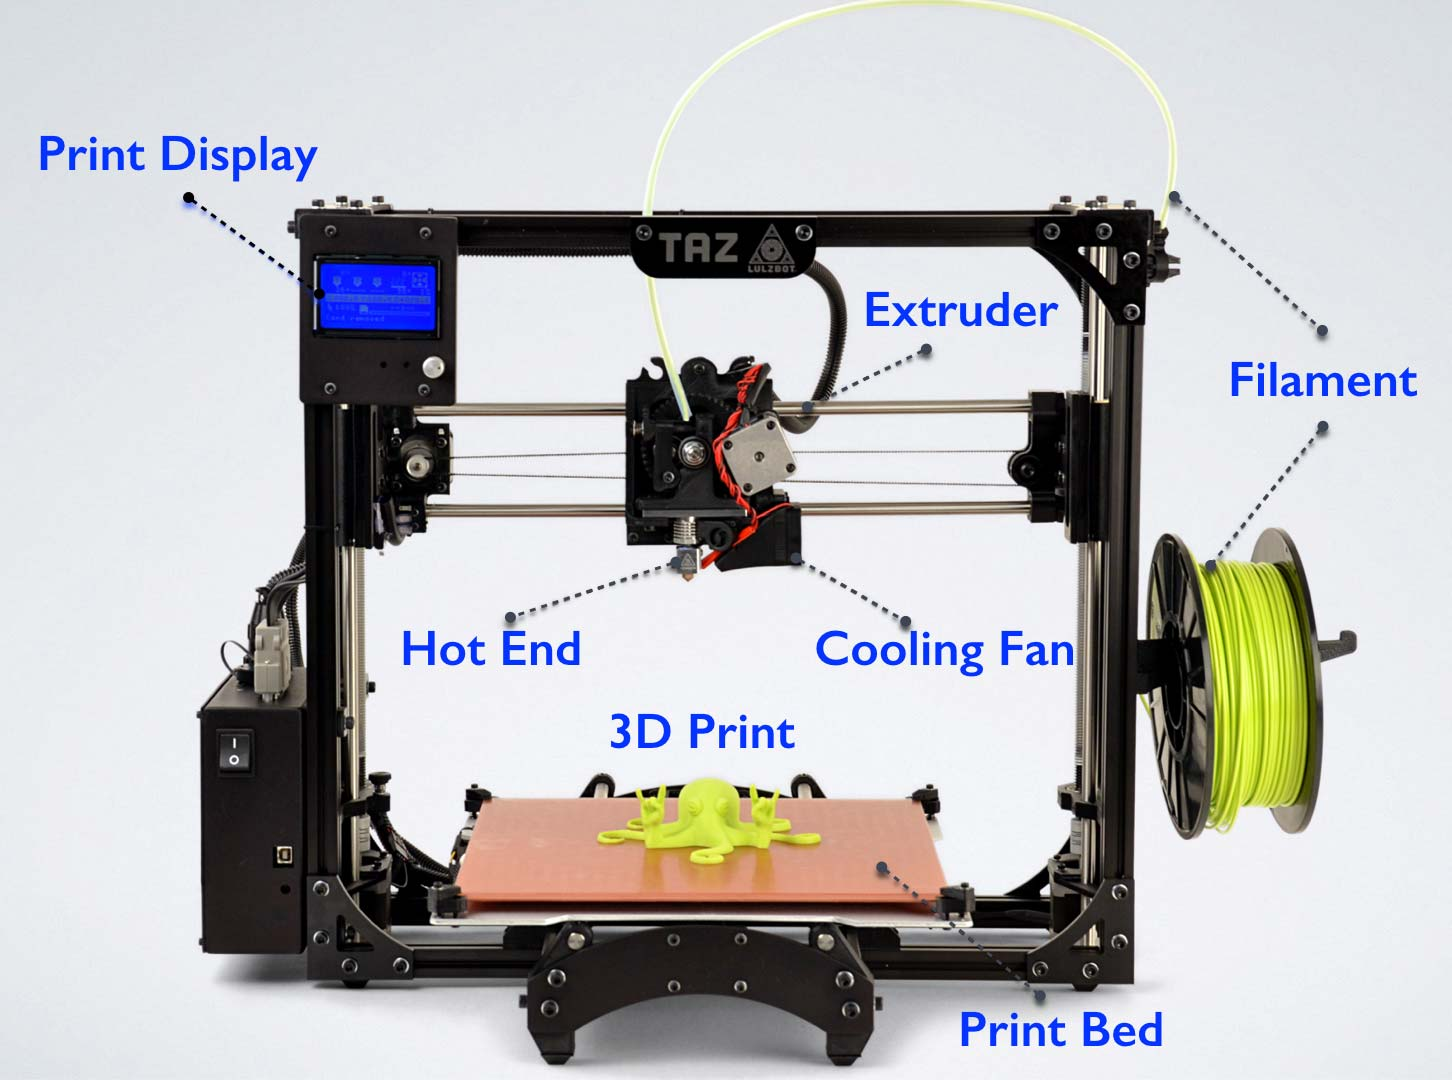 Print Display
TAZ
LULZBOT
Extruder
Filament
Hot End
Cooling Fan
3D Print
Print Bed